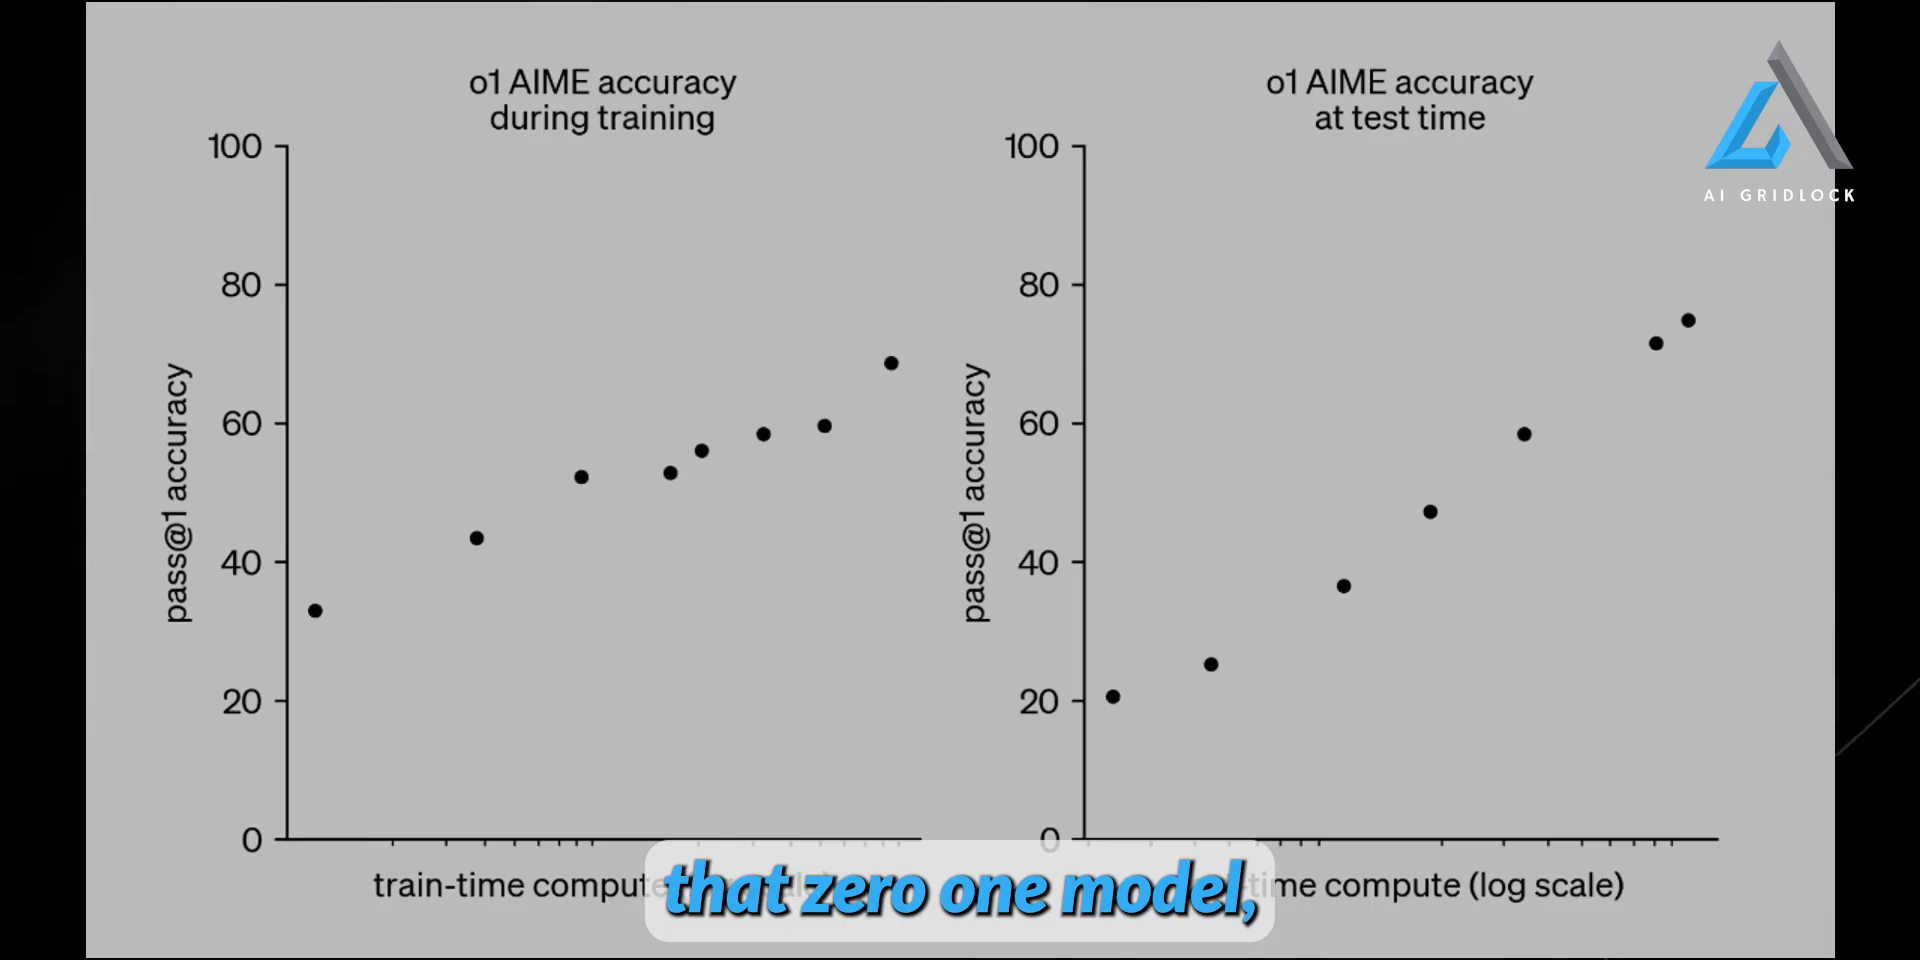 o1 AIME accuracy
during training
100
80
60
40
20
0
pass@1 accuracy
train-time compute
o1 AIME accuracy
at test time
100
80
60
40
20
0
pass@1 accuracy
time compute (log scale)
AI GRIDLOCK
that zero one model,